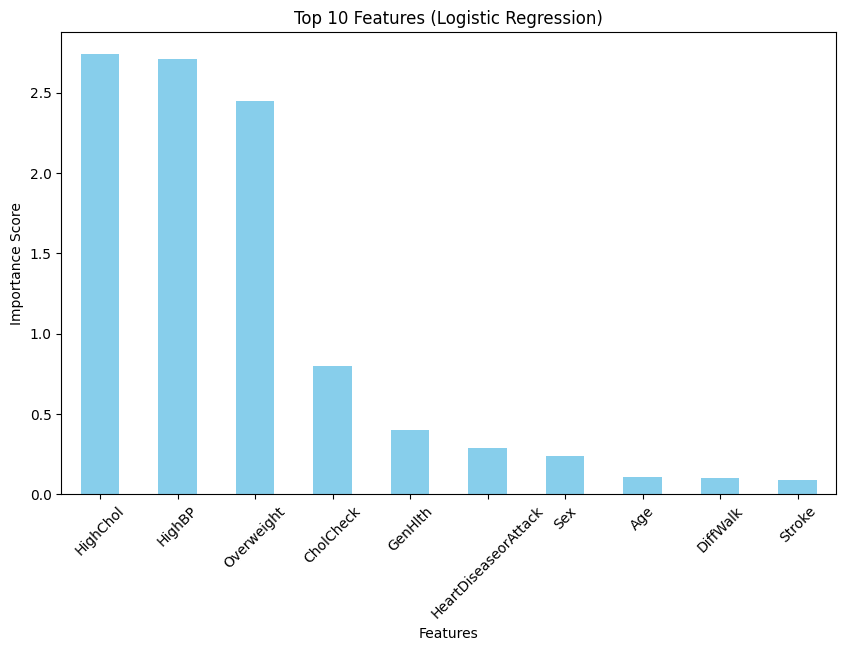 Top 10 Features (Logistic Regression)
Importance Score
2.5
2.0
1.5
1.0
0.5
0.0
HighChol
HighBP
Overweight
CholCheck
GenHlth
HeartDiseaseorAttack
Sex
Age
DiffWalk
Stroke
Features